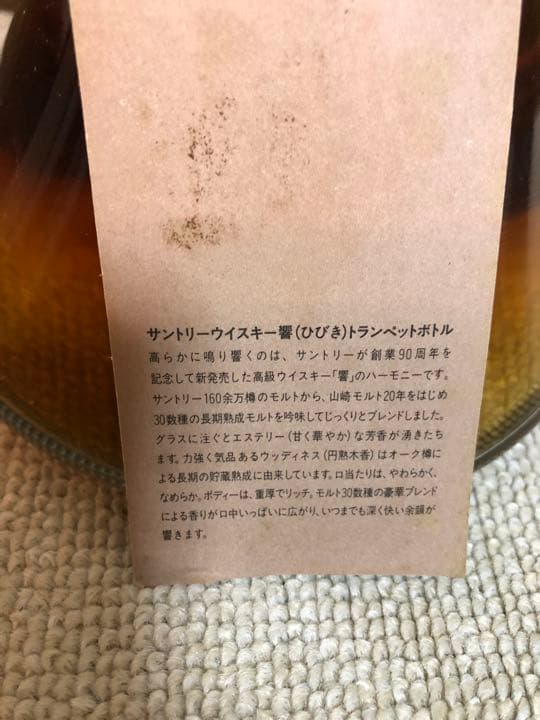 サントリーウイスキー響(ひびき)トランペットボトル
高らかに鳴り響くのは、サントリーが創業90周年を
記念して新発売した高級ウイスキー「響」のハーモニーです。
サントリー160余万樽のモルトから、山崎モルト20年をはじめ
30数種の長期熟成モルトを吟味してじっくりとブレンドしました。
グラスに注ぐとエステリー(甘く華やか)な芳香が湧きたち
ます。力強く気品あるウッディネス(円熟木香)はオーク樽に
よる長期の貯蔵熟成に由来しています。口当たりは、やわらかく、
なめらか。ボディーは、重厚でリッチ。モルト30数種の豪華ブレンド
による香りが口中いっぱいに広がり、いつまでも深く快い余韻が
響きます。